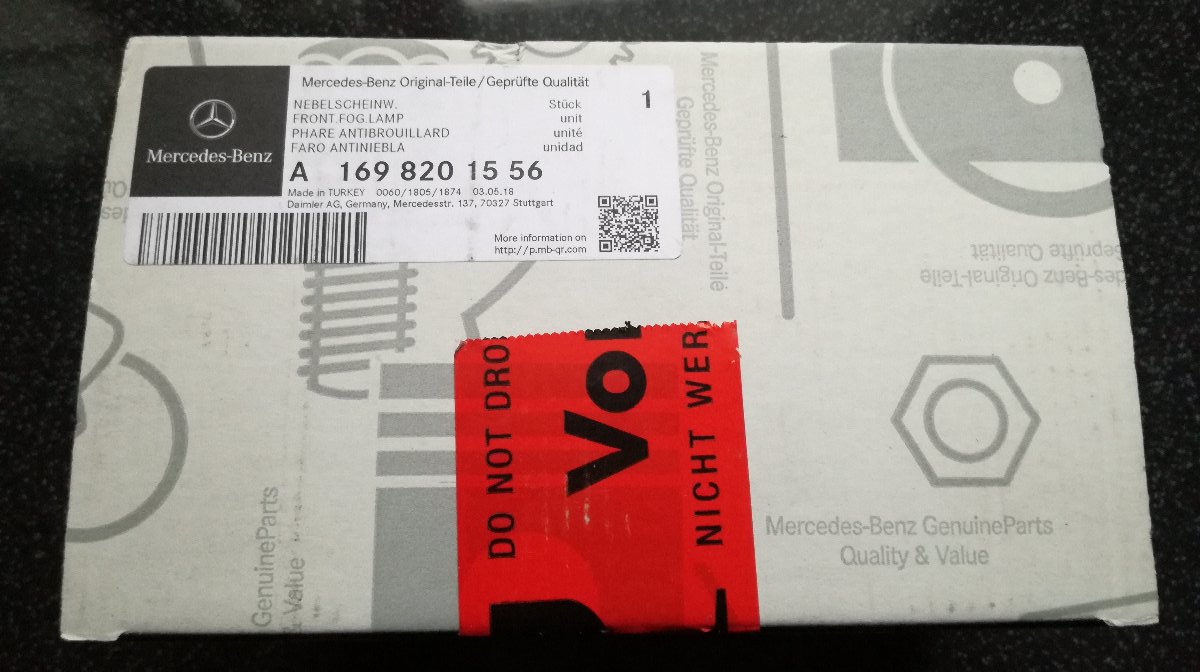 Mercedes-Benz
Mercedes-Benz Original-Teile/Geprüfte Qualität
NEBELSCHEINW. Stück 1
FRONT.FOG.LAMP unit
PHARE ANTIBROUILLARD unité
FARO ANTINIEBLA unidad
A 169 820 15 56
Made in TURKEY 0060/1805/1874 03.05.18
Daimler AG, Germany, Mercedesstr. 137, 70327 Stuttgart
More information on
http://p.mb-qr.com
Mercedes-Benz Original-Teile
Geprüfte Qualität
des-Benz Original-Teile
Geprüfte Qualität
DO NOT DRO
Vor
NICHT WER
Mercedes-Benz GenuineParts
Quality & Value
GenuineParts
& Value